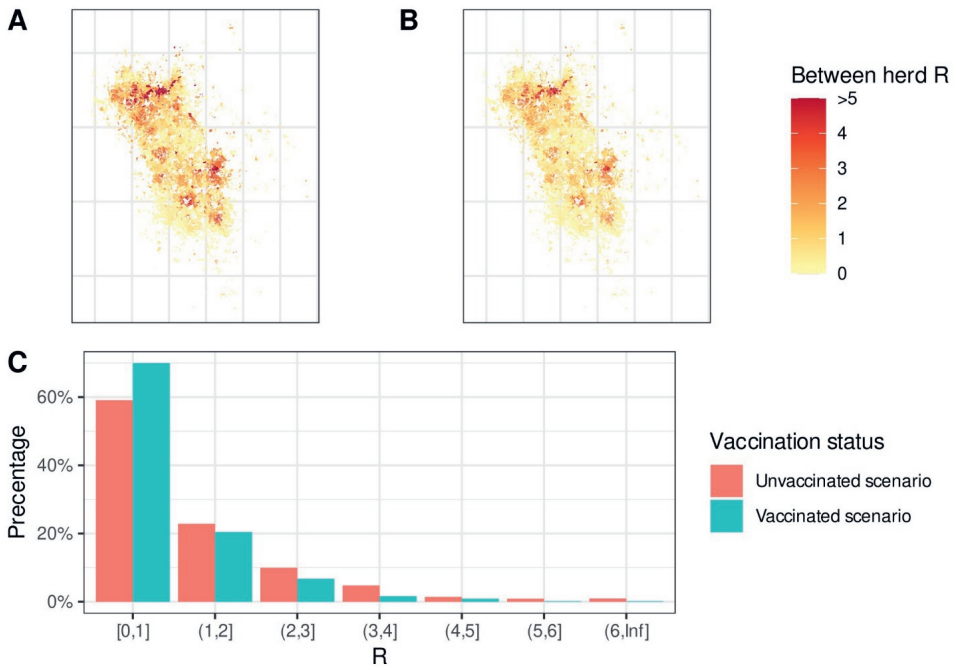 A
B
Between herd R
>5
4
3
2
1
0
C
Precentage
60%
40%
20%
0%
[0,1]
(1,2]
(2,3]
(3,4]
(4,5]
(5,6]
(6,Inf]
R
Vaccination status
Unvaccinated scenario
Vaccinated scenario